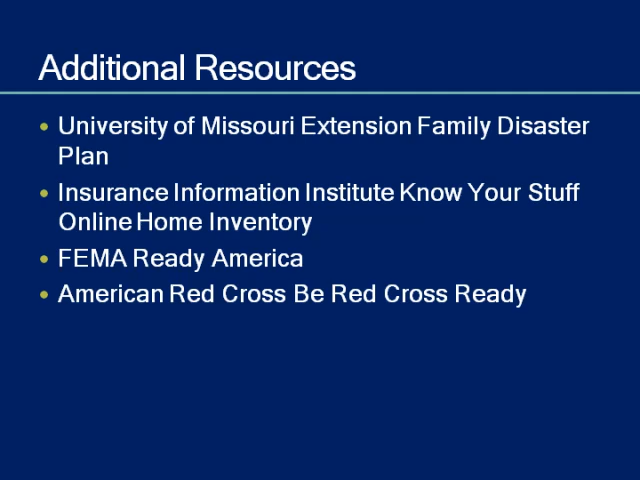 Additional Resources
• University of Missouri Extension Family Disaster
Plan
• Insurance Information Institute Know Your Stuff
Online Home Inventory
• FEMA Ready America
• American Red Cross Be Red Cross Ready